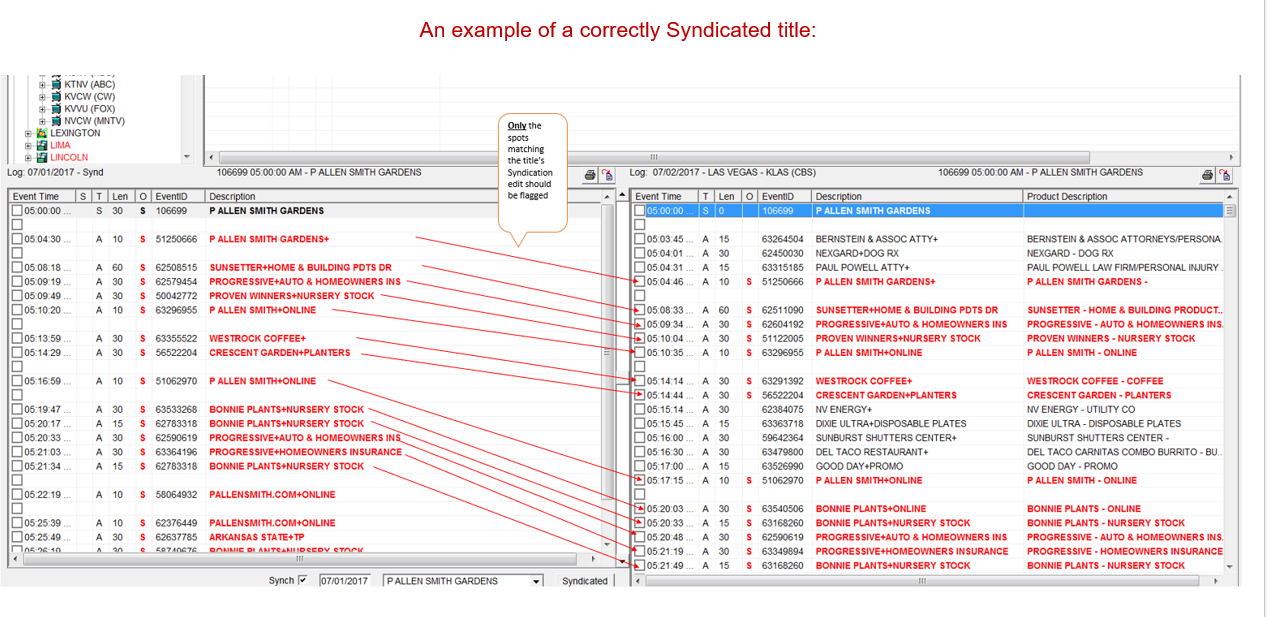 An example of a correctly Syndicated title:
KTNV (ABC)
KVCW (CW)
KVVU (FOX)
NVCW (MNTV)
LEXINGTON
LIMA
LINCOLN
Only the
spots
matching
the title's
Syndication
edit should
be flagged
Log: 07/01/2017 - Synd 106699 05:00:00 AM - P ALLEN SMITH GARDENS
Event Time S T Len O EventID Description
05:00:00 ... S 30 S 106699 P ALLEN SMITH GARDENS
05:04:30 ... A 10 S 51250666 P ALLEN SMITH GARDENS+
05:08:18 ... A 60 S 62508515 SUNSETTER+HOME & BUILDING PDTS DR
05:09:19 ... A 30 S 62579454 PROGRESSIVE+AUTO & HOMEOWNERS INS
05:09:49 ... A 30 S 50042772 PROVEN WINNERS+NURSERY STOCK
05:10:20 ... A 10 S 63296955 P ALLEN SMITH+ONLINE
05:13:59 ... A 30 S 63355522 WESTROCK COFFEE+
05:14:29 ... A 30 S 56522204 CRESCENT GARDEN+PLANTERS
05:16:59 ... A 10 S 51062970 P ALLEN SMITH+ONLINE
05:19:47 ... A 30 S 63533268 BONNIE PLANTS+NURSERY STOCK
05:20:17 ... A 15 S 62783318 BONNIE PLANTS+NURSERY STOCK
05:20:33 ... A 30 S 62590619 PROGRESSIVE+AUTO & HOMEOWNERS INS
05:21:03 ... A 30 S 63364196 PROGRESSIVE+HOMEOWNERS INSURANCE
05:21:34 ... A 15 S 62783318 BONNIE PLANTS+NURSERY STOCK
05:22:19 ... A 10 S 58064932 PALLENSMITH.COM+ONLINE
05:25:39 ... A 10 S 62376449 PALLENSMITH.COM+ONLINE
05:25:49 ... A 30 S 62637785 ARKANSAS STATE+TP
05:26:19 ... A 30 S 58749676 BONNIE PLANTS+NURSERY STOCK
Synch 07/01/2017 P ALLEN SMITH GARDENS Syndicated
Log: 07/02/2017 - LAS VEGAS - KLAS (CBS) 106699 05:00:00 AM - P ALLEN SMITH GARDENS
Event Time T Len O EventID Description Product Description
05:00:00 ... S 0 106699 P ALLEN SMITH GARDENS
05:03:45 ... A 15 63264504 BERNSTEIN & ASSOC ATTY+ BERNSTEIN & ASSOC ATTORNEYS/PERSONA
05:04:01 ... A 30 62450030 NEXGARD+DOG RX NEXGARD - DOG RX
05:04:31 ... A 15 63315185 PAUL POWELL ATTY+ PAUL POWELL LAW FIRM/PERSONAL INJURY
05:04:46 ... A 10 S 51250666 P ALLEN SMITH GARDENS+ P ALLEN SMITH GARDENS -
05:08:33 ... A 60 S 62511090 SUNSETTER+HOME & BUILDING PDTS DR SUNSETTER - HOME & BUILDING PRODUCT...
05:09:34 ... A 30 S 62604192 PROGRESSIVE+AUTO & HOMEOWNERS INS PROGRESSIVE - AUTO & HOMEOWNERS INS.
05:10:04 ... A 30 S 51122005 PROVEN WINNERS+NURSERY STOCK PROVEN WINNERS - NURSERY STOCK
05:10:35 ... A 10 S 63296955 P ALLEN SMITH+ONLINE P ALLEN SMITH - ONLINE
05:14:14 ... A 30 S 63291392 WESTROCK COFFEE+ WESTROCK COFFEE - COFFEE
05:14:44 ... A 30 S 56522204 CRESCENT GARDEN+PLANTERS CRESCENT GARDEN - PLANTERS
05:15:14 ... A 30 62384075 NV ENERGY+ NV ENERGY - UTILITY CO
05:15:45 ... A 15 63363718 DIXIE ULTRA+DISPOSABLE PLATES DIXIE ULTRA - DISPOSABLE PLATES
05:16:00 ... A 30 59642364 SUNBURST SHUTTERS CENTER+ SUNBURST SHUTTERS CENTER -
05:16:30 ... A 30 63479800 DEL TACO RESTAURANT+ DEL TACO CARNITAS COMBO BURRITO - BU...
05:17:00 ... A 15 63526990 GOOD DAY+PROMO GOOD DAY - PROMO
05:17:15 ... A 10 S 51062970 P ALLEN SMITH+ONLINE P ALLEN SMITH - ONLINE
05:20:03 ... A 30 S 63540506 BONNIE PLANTS+ONLINE BONNIE PLANTS - ONLINE
05:20:33 ... A 15 S 63168260 BONNIE PLANTS+NURSERY STOCK BONNIE PLANTS - NURSERY STOCK
05:20:48 ... A 30 S 62590619 PROGRESSIVE+AUTO & HOMEOWNERS INS PROGRESSIVE - AUTO & HOMEOWNERS INS.
05:21:19 ... A 30 S 63349894 PROGRESSIVE+HOMEOWNERS INSURANCE PROGRESSIVE - HOMEOWNERS INSURANCE
05:21:49 ... A 15 S 63168260 BONNIE PLANTS+NURSERY STOCK BONNIE PLANTS - NURSERY STOCK